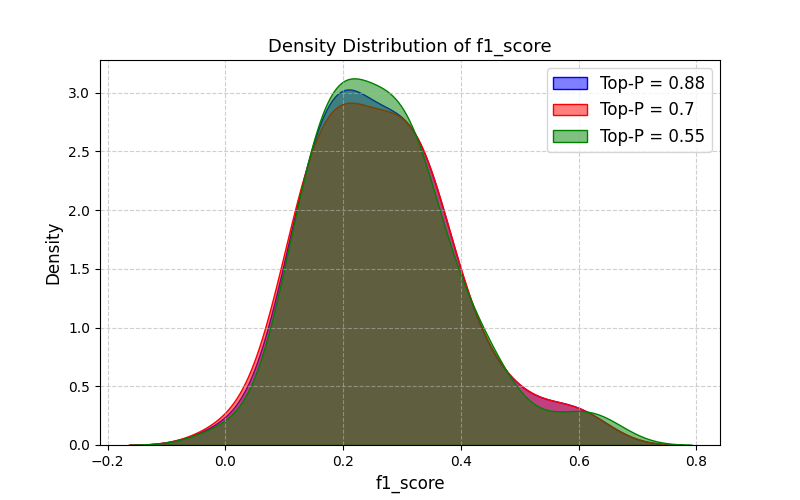 Density Distribution of f1_score
Top-P = 0.88
Top-P = 0.7
Top-P = 0.55
Density
3.0
2.5
2.0
1.5
1.0
0.5
0.0
−0.2 0.0 0.2 0.4 0.6 0.8
f1_score